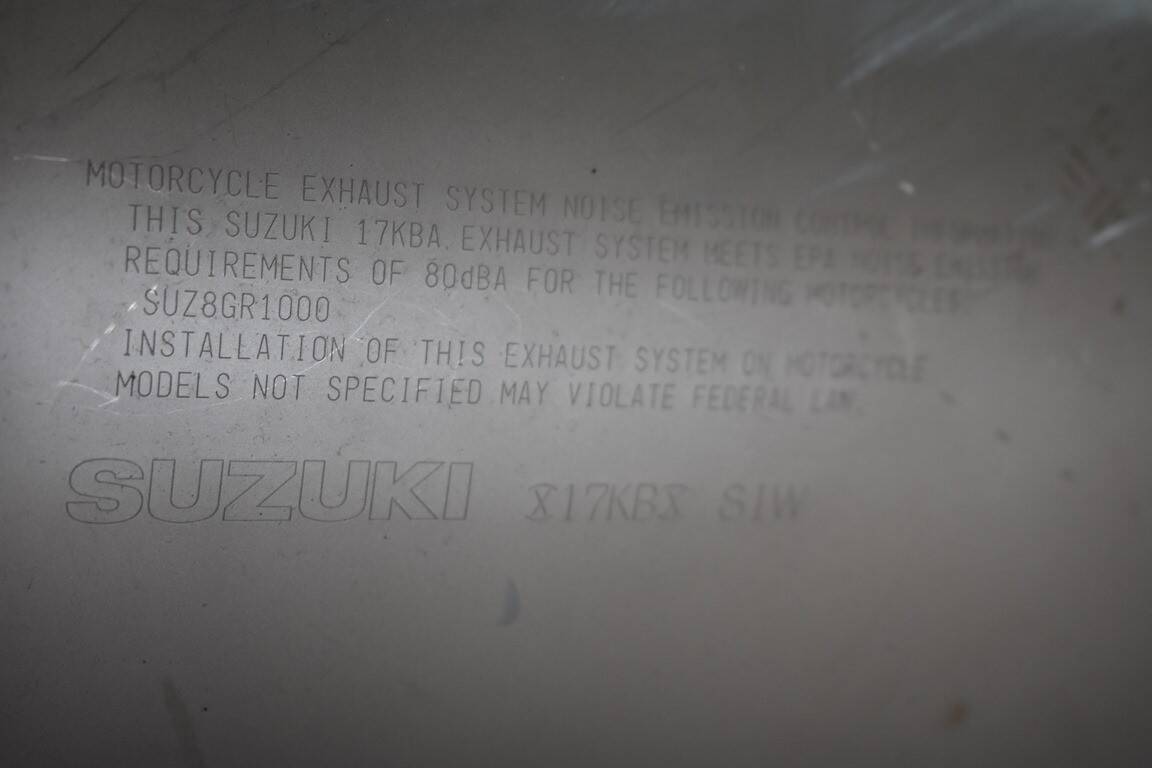 MOTORCYCLE EXHAUST SYSTEM NOISE EMISSION CONTROL INFORMATION
THIS SUZUKI 17KBA EXHAUST SYSTEM MEETS EPA NOISE EMISSION
REQUIREMENTS OF 80dBA FOR THE FOLLOWING MOTORCYCLES
SUZ8GR1000
INSTALLATION OF THIS EXHAUST SYSTEM ON MOTORCYCLE
MODELS NOT SPECIFIED MAY VIOLATE FEDERAL LAW.
SUZUKI